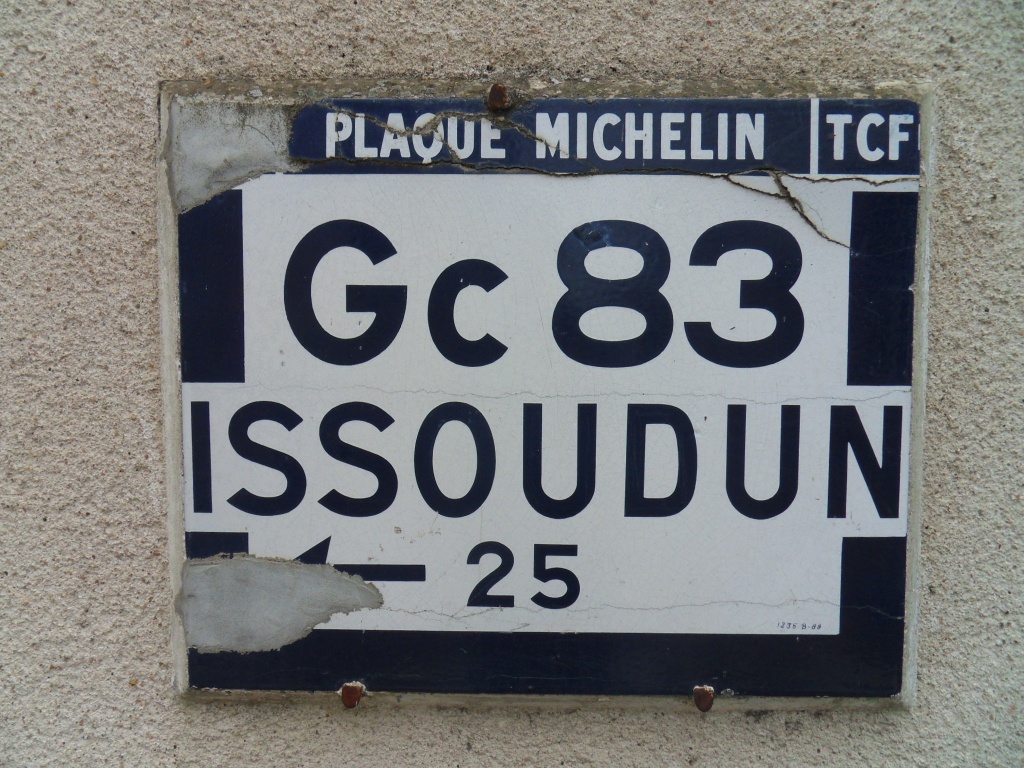 PLAQUE MICHELIN TCF
Gc 83
ISSOUDUN
25